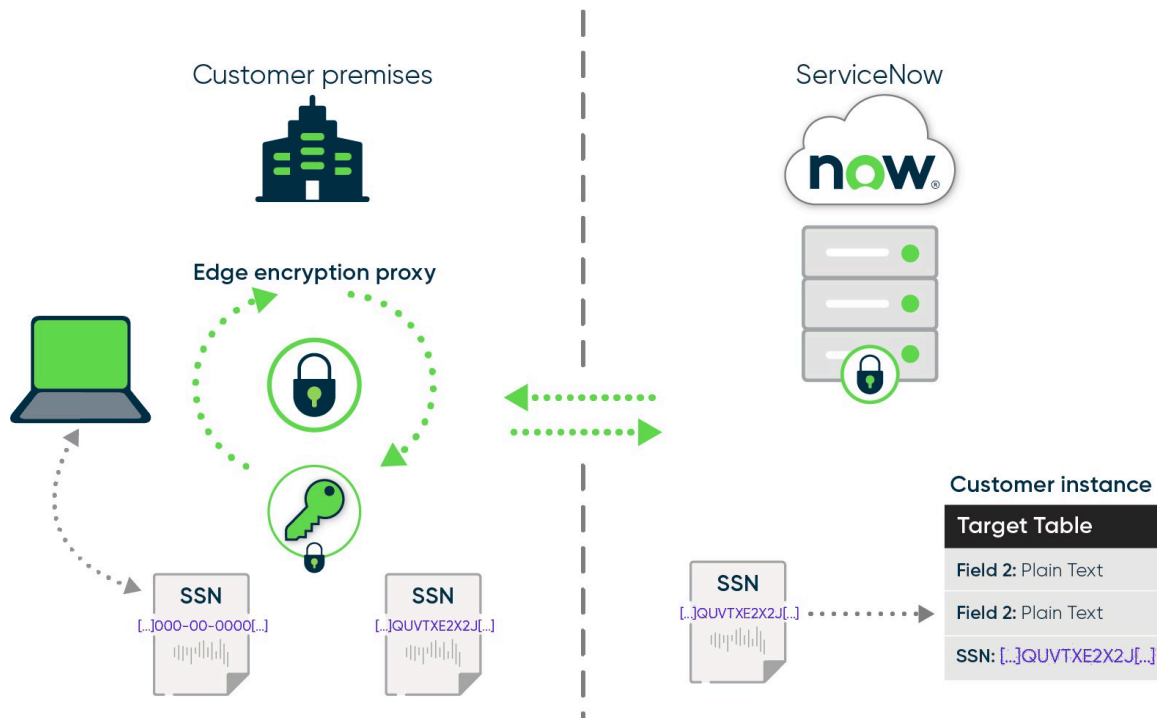 Customer premises
ServiceNow
now®
Edge encryption proxy
SSN
[...]000-00-0000[...]
SSN
[...]QUVTXE2X2J[...]
SSN
[...]QUVTXE2X2J[...]
Customer instance
Target Table
Field 2: Plain Text
Field 2: Plain Text
SSN: [...]QUVTXE2X2J[...]